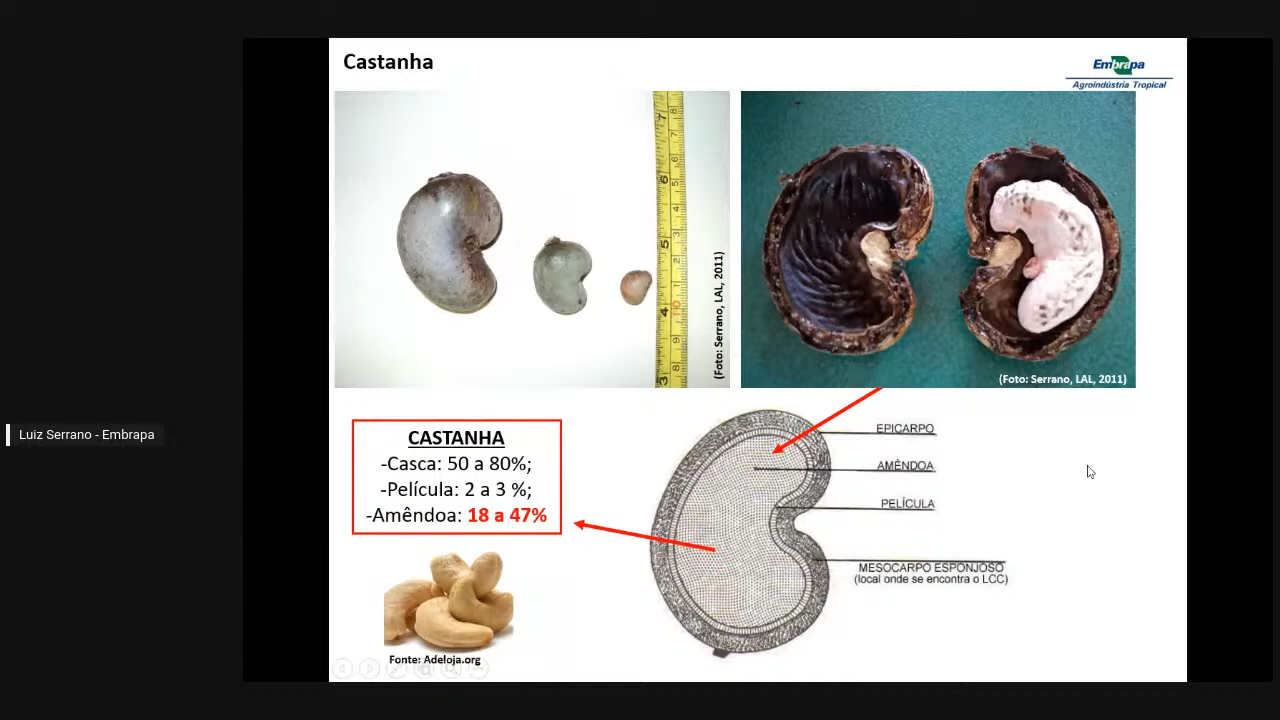 Castanha
Embrapa
Agroindústria Tropical
(Foto: Serrano, LAL, 2011)
(Foto: Serrano, LAL, 2011)
Luiz Serrano - Embrapa
CASTANHA
-Casca: 50 a 80%;
-Película: 2 a 3 %;
-Amêndoa: 18 a 47%
EPICARPO
AMÊNDOA
PELÍCULA
MESOCARPO ESPONJOSO
(local onde se encontra o LCC)
Fonte: Adeloja.org